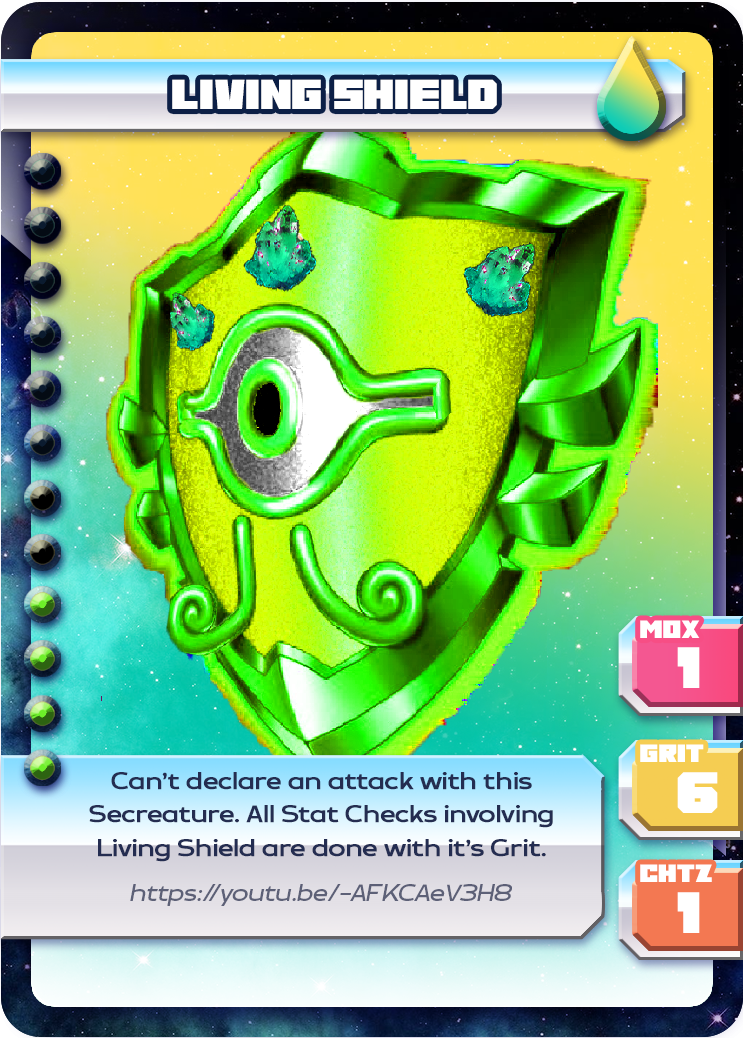 LIVING SHIELD
MOX
1
GRIT
6
CHTZ
1
Can't declare an attack with this
Secreature. All Stat Checks involving
Living Shield are done with it's Grit.
https://youtu.be/-AFKCAeV3H8